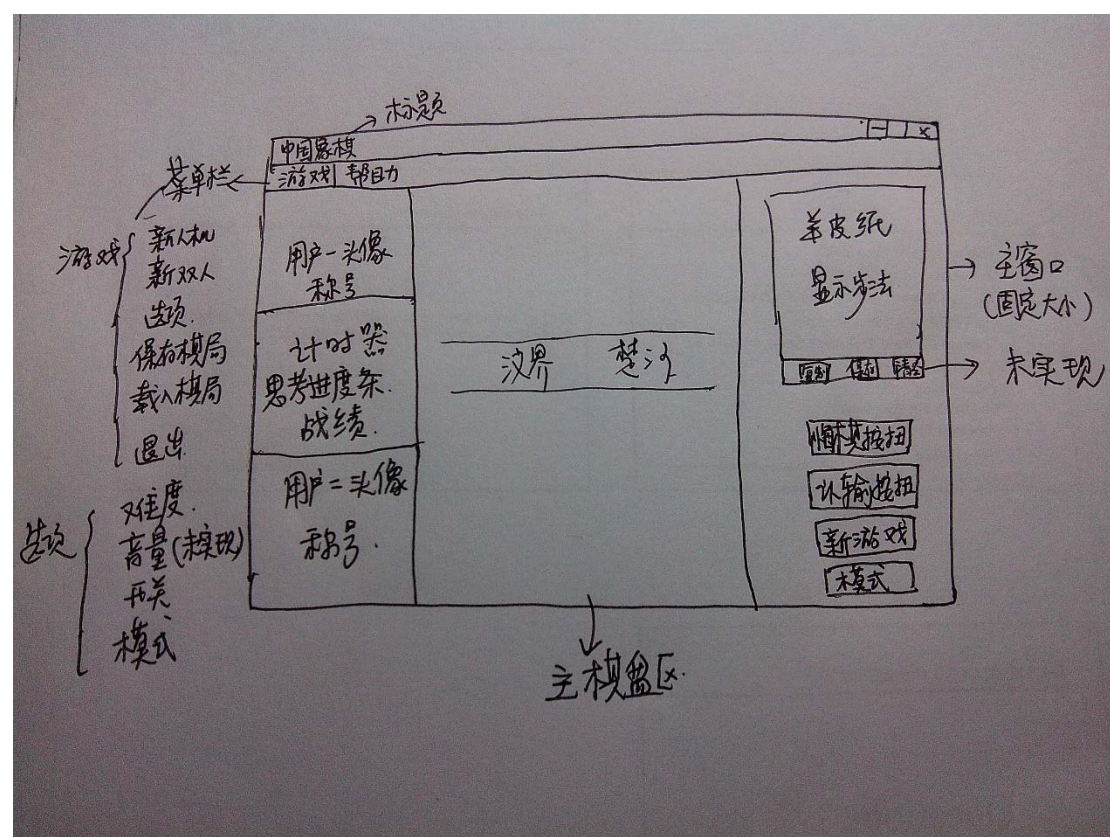 标题
中国象棋
菜单栏
游戏 帮助
游戏
新人机
新双人
选项.
保存棋局
载入棋局
退出
选项
难度.
音量(未实现)
开关
模式
用户一头像
称号
计时器
思考进度条.
战绩.
用户二头像
称号.
汉界 楚河
羊皮纸
显示步法
主窗口
(固定大小)
未实现
悔棋按扭
认输按扭
新游戏
模式
主棋盘区.